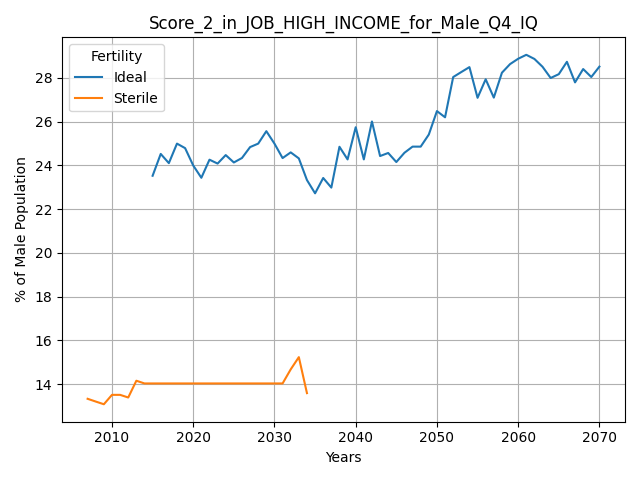 Score_2_in_JOB_HIGH_INCOME_for_Male_Q4_IQ
Fertility
Ideal
Sterile
% of Male Population
28
26
24
22
20
18
16
14
2010 2020 2030 2040 2050 2060 2070
Years